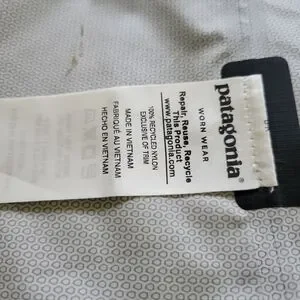 patagonia®
WORN WEAR
Repair, Reuse, Recycle
This Product
www.patagonia.com
100% RECYCLED NYLON
EXCLUSIVE OF TRIM
MADE IN VIETNAM
FABRIQUÉ AU VIETNAM
HECHO EN VIETNAM